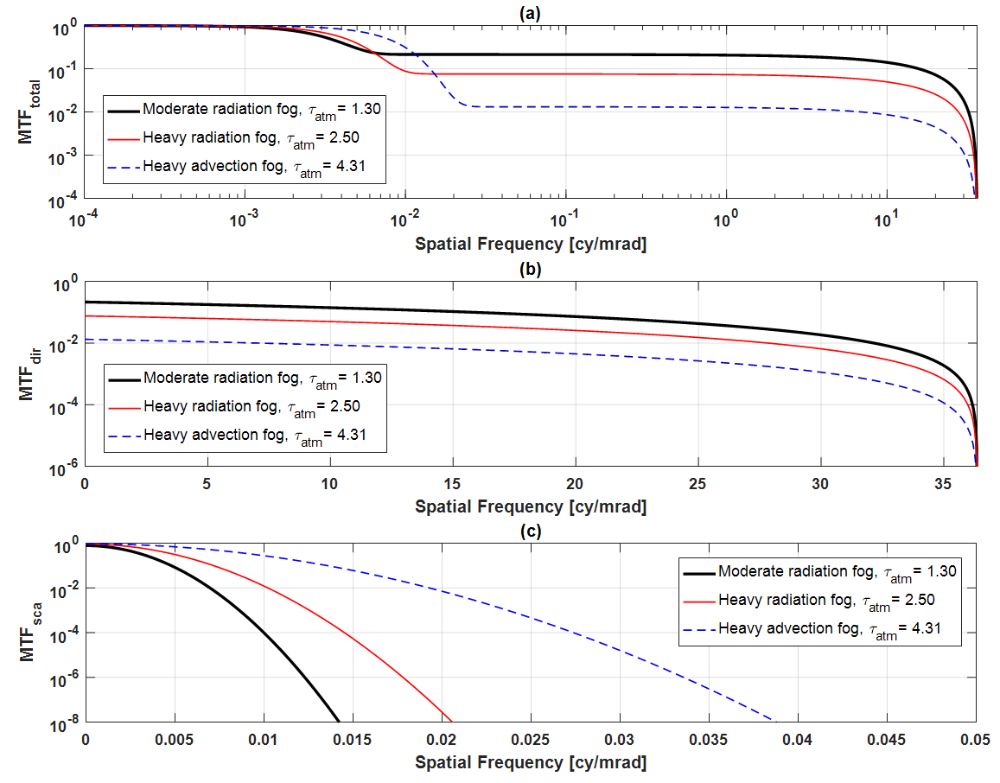 (a)
10^0
10^-1
10^-2
10^-3
10^-4
MTF_total
Moderate radiation fog, τ_atm= 1.30
Heavy radiation fog, τ_atm= 2.50
Heavy advection fog, τ_atm= 4.31
10^-4 10^-3 10^-2 10^-1 10^0 10^1
Spatial Frequency [cy/mrad]
(b)
10^0
10^-2
10^-4
10^-6
MTF_dir
Moderate radiation fog, τ_atm= 1.30
Heavy radiation fog, τ_atm= 2.50
Heavy advection fog, τ_atm= 4.31
0 5 10 15 20 25 30 35
Spatial Frequency [cy/mrad]
(c)
10^0
10^-2
10^-4
10^-6
10^-8
MTF_sca
Moderate radiation fog, τ_atm= 1.30
Heavy radiation fog, τ_atm= 2.50
Heavy advection fog, τ_atm= 4.31
0 0.005 0.01 0.015 0.02 0.025 0.03 0.035 0.04 0.045 0.05
Spatial Frequency [cy/mrad]